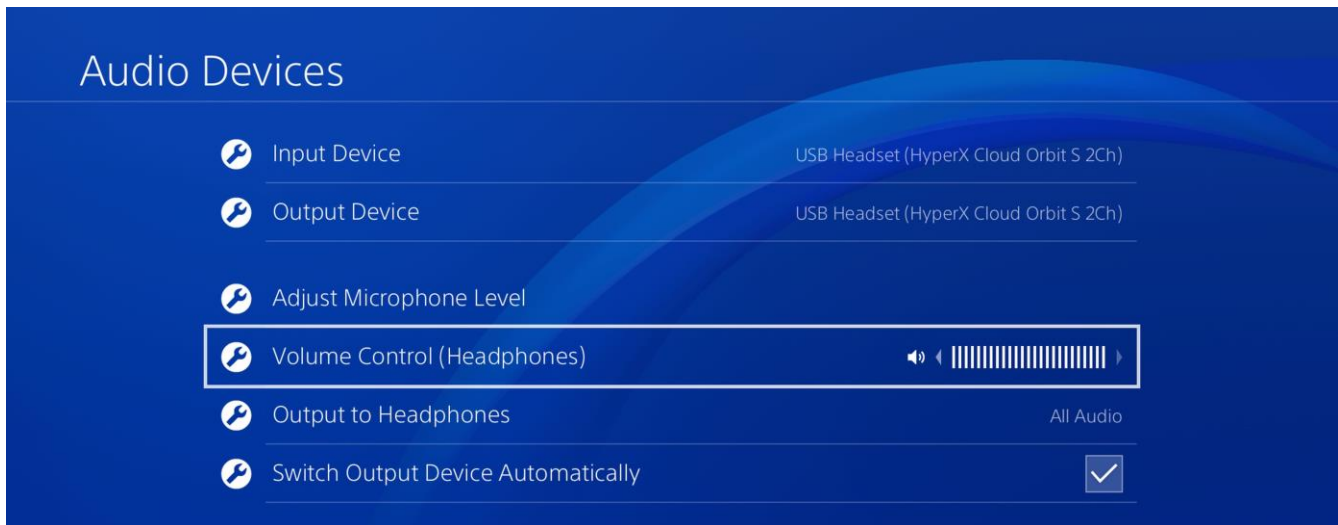 Audio Devices
Input Device USB Headset (HyperX Cloud Orbit S 2Ch)
Output Device USB Headset (HyperX Cloud Orbit S 2Ch)
Adjust Microphone Level
Volume Control (Headphones)
Output to Headphones All Audio
Switch Output Device Automatically